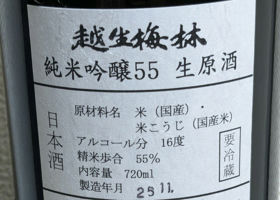 越生梅林
純米吟醸55 生原酒
日本酒
原材料名 米(国産)・
米こうじ(国産米)
アルコール分 16度
精米歩合 55%
内容量 720ml
製造年月 29.11.
要冷蔵